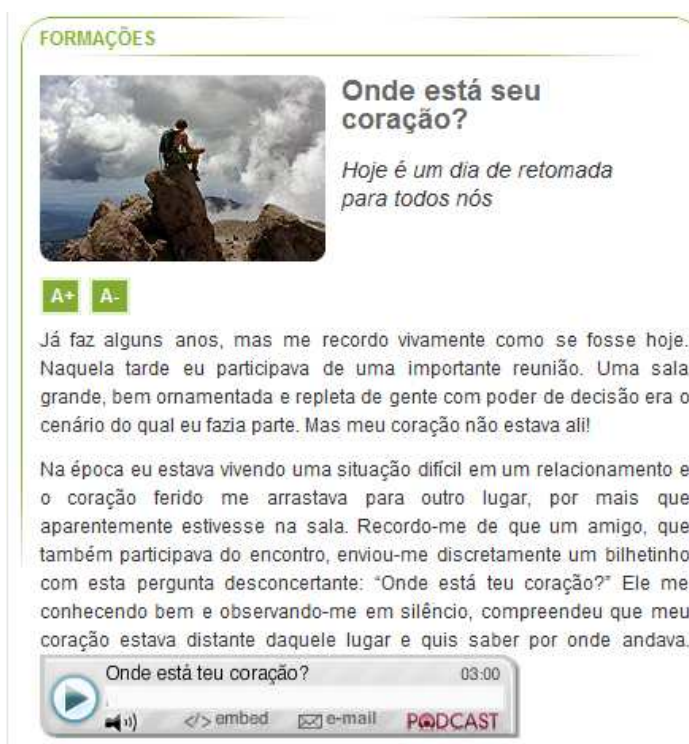 FORMAÇÕES
Onde está seu
coração?
Hoje é um dia de retomada
para todos nós
A+ A-
Já faz alguns anos, mas me recordo vivamente como se fosse hoje.
Naquela tarde eu participava de uma importante reunião. Uma sala
grande, bem ornamentada e repleta de gente com poder de decisão era o
cenário do qual eu fazia parte. Mas meu coração não estava ali!
Na época eu estava vivendo uma situação difícil em um relacionamento e
o coração ferido me arrastava para outro lugar, por mais que
aparentemente estivesse na sala. Recordo-me de que um amigo, que
também participava do encontro, enviou-me discretamente um bilhetinho
com esta pergunta desconcertante: “Onde está teu coração?” Ele me
conhecendo bem e observando-me em silêncio, compreendeu que meu
coração estava distante daquele lugar e quis saber por onde andava.
Onde está teu coração? 03:00
</> embed e-mail PODCAST